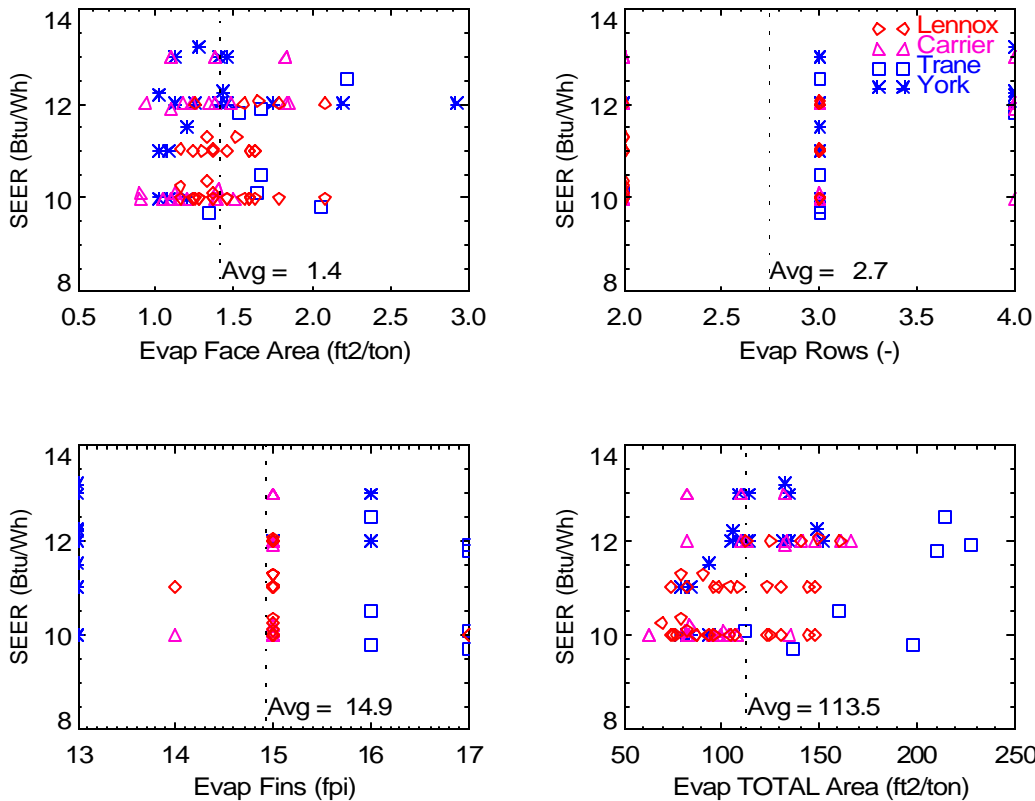 14
12
10
8
SEER (Btu/Wh)
Avg = 1.4
0.5 1.0 1.5 2.0 2.5 3.0
Evap Face Area (ft2/ton)
14
12
10
8
SEER (Btu/Wh)
Lennox
Carrier
Trane
York
Avg = 2.7
2.0 2.5 3.0 3.5 4.0
Evap Rows (-)
14
12
10
8
SEER (Btu/Wh)
Avg = 14.9
13 14 15 16 17
Evap Fins (fpi)
14
12
10
8
SEER (Btu/Wh)
Avg = 113.5
50 100 150 200 250
Evap TOTAL Area (ft2/ton)